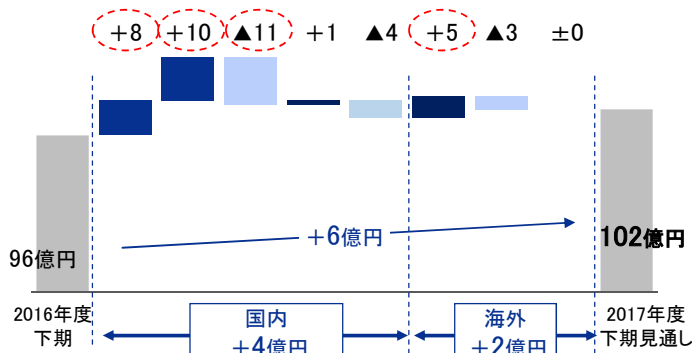 +8 +10 ▲11 +1 ▲4 +5 ▲3 ±0
+6億円
96億円
102億円
2016年度
下期
国内
+4億円
海外
+2億円
2017年度
下期見通し